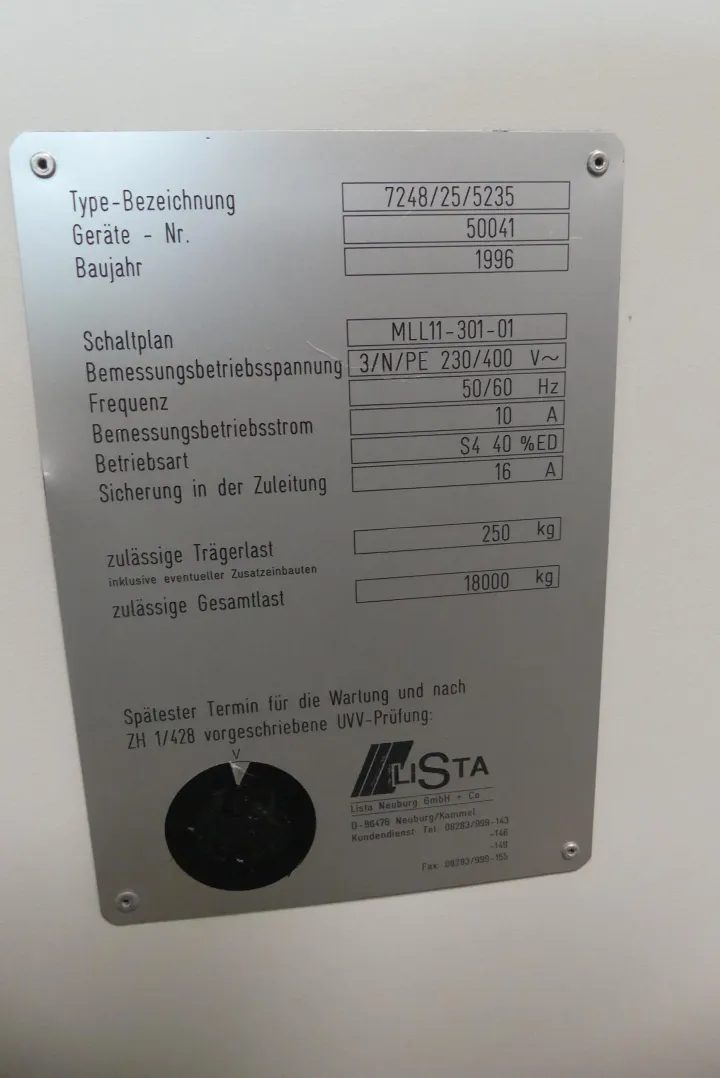 Type-Bezeichnung 7248/25/5235
Geräte - Nr. 50041
Baujahr 1996
Schaltplan MLL11-301-01
Bemessungsbetriebsspannung 3/N/PE 230/400 V~
Frequenz 50/60 Hz
Bemessungsbetriebsstrom 10 A
Betriebsart S4 40 %ED
Sicherung in der Zuleitung 16 A
zulässige Trägerlast 250 kg
inklusive eventueller Zusatzeinbauten
zulässige Gesamtlast 18000 kg
Spätester Termin für die Wartung und nach
ZH 1/428 vorgeschriebene UVV-Prüfung:
V
LISTA
Lista Neuburg GmbH + Co
D-86476 Neuburg/Kammel
Kundendienst Tel. 08283/999-143
-146
-149
Fax 08283/999-155